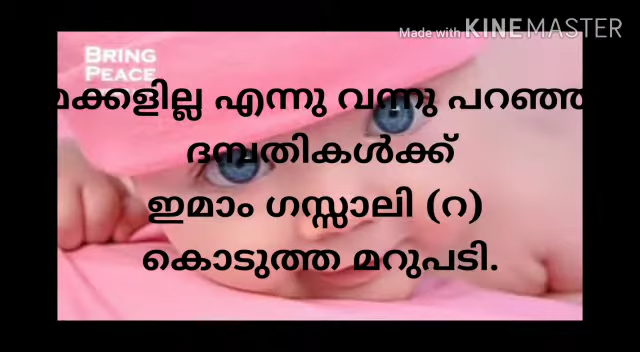 Made with KINEMASTER
BRING
PEACE
മക്കളില്ല എന്നു വന്നു പറഞ്ഞ
ദമ്പതികൾക്ക്
ഇമാം ഗസ്സാലി (റ)
കൊടുത്ത മറുപടി.